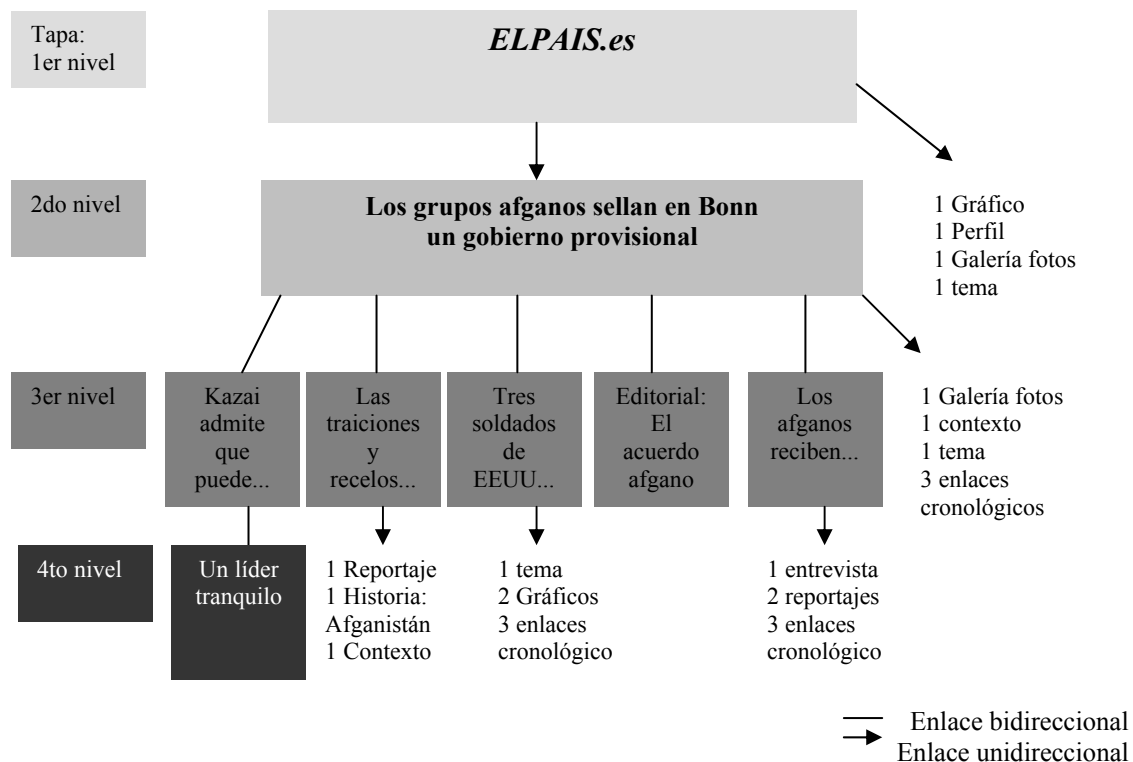 Tapa:
1er nivel
ELPAIS.es
2do nivel
Los grupos afganos sellan en Bonn
un gobierno provisional
1 Gráfico
1 Perfil
1 Galería fotos
1 tema
3er nivel
Kazai
admite
que
puede...
Las
traiciones
y
recelos...
Tres
soldados
de
EEUU...
Editorial:
El
acuerdo
afgano
Los
afganos
reciben...
1 Galería fotos
1 contexto
1 tema
3 enlaces
cronológicos
4to nivel
Un líder
tranquilo
1 Reportaje
1 Historia:
Afganistán
1 Contexto
1 tema
2 Gráficos
3 enlaces
cronológico
1 entrevista
2 reportajes
3 enlaces
cronológico
Enlace bidireccional
Enlace unidireccional